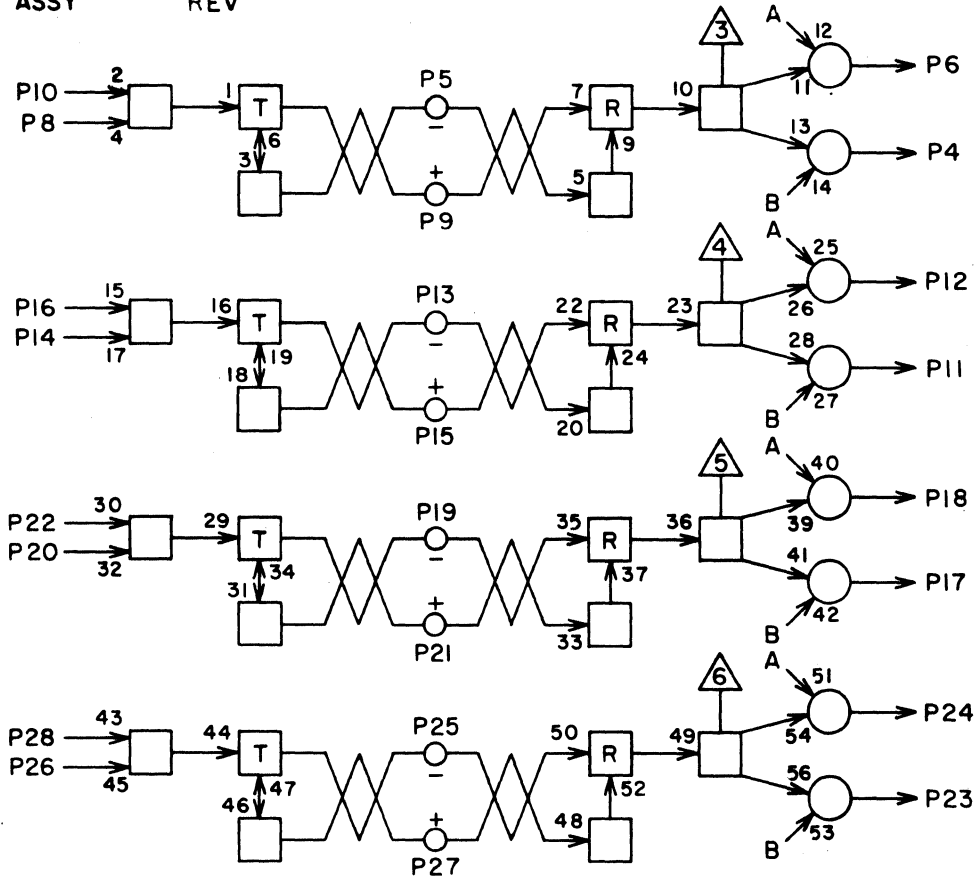 ASSY REV
3 A 12
2 P5 P6
P10 1 T 7 R 10 11
P8 6 − 9 13
4 3 + 5 P4
14
P9 B
4 A 25
15 P13 P12
P16 16 T 22 R 23 26
P14 19 − 24 28
17 18 + P11
20 27
P15 B
5 A 40
30 P19 P18
P22 29 T 35 R 36 39
P20 34 − 37 41
32 31 + P17
33 42
P21 B
6 A 51
43 P25 P24
P28 44 T 50 R 49 54
P26 47 − 52 56
45 46 + 48 P23
53
P27 B